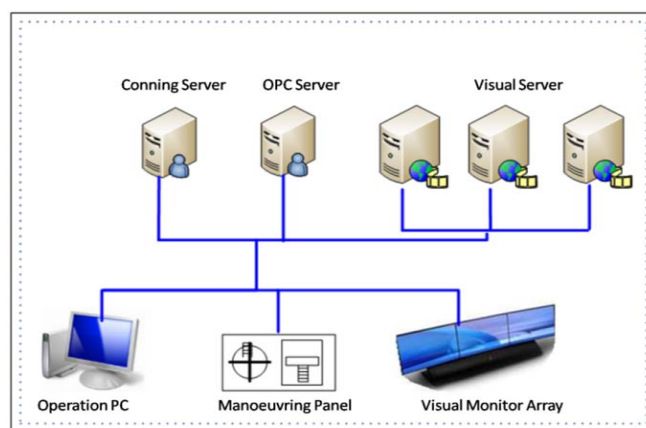 Conning Server
OPC Server
Visual Server
Operation PC
Manoeuvring Panel
Visual Monitor Array